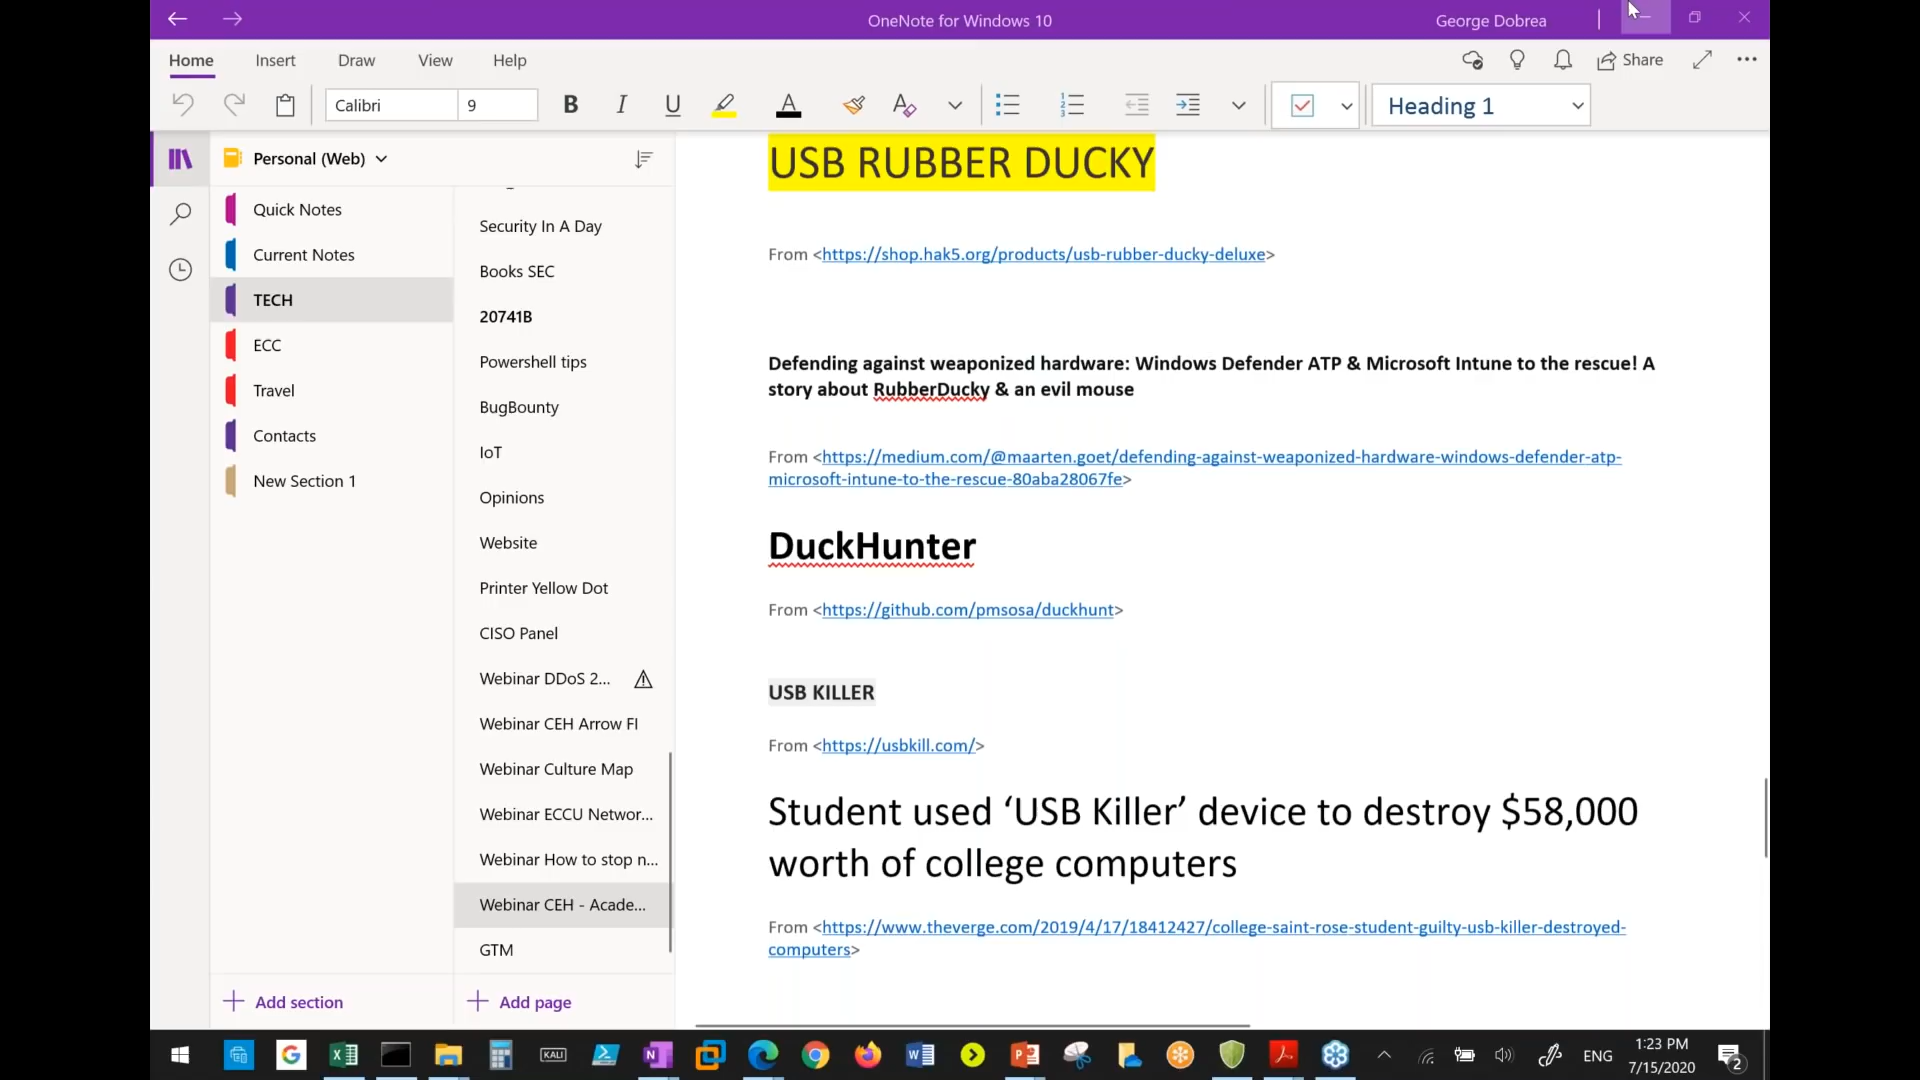 OneNote for Windows 10
George Dobrea
Home Insert Draw View Help
Share
Calibri 9 B I U A A Heading 1
Personal (Web)
Quick Notes
Current Notes
TECH
ECC
Travel
Contacts
New Section 1
Add section
Security In A Day
Books SEC
20741B
Powershell tips
BugBounty
IoT
Opinions
Website
Printer Yellow Dot
CISO Panel
Webinar DDoS 2...
Webinar CEH Arrow FI
Webinar Culture Map
Webinar ECCU Networ...
Webinar How to stop n...
Webinar CEH - Acade...
GTM
Add page
USB RUBBER DUCKY
From <https://shop.hak5.org/products/usb-rubber-ducky-deluxe>
Defending against weaponized hardware: Windows Defender ATP & Microsoft Intune to the rescue! A
story about RubberDucky & an evil mouse
From <https://medium.com/@maarten.goet/defending-against-weaponized-hardware-windows-defender-atp-
microsoft-intune-to-the-rescue-80aba28067fe>
DuckHunter
From <https://github.com/pmsosa/duckhunt>
USB KILLER
From <https://usbkill.com/>
Student used ‘USB Killer’ device to destroy $58,000
worth of college computers
From <https://www.theverge.com/2019/4/17/18412427/college-saint-rose-student-guilty-usb-killer-destroyed-
computers>
KALI
ENG
1:23 PM
7/15/2020
2